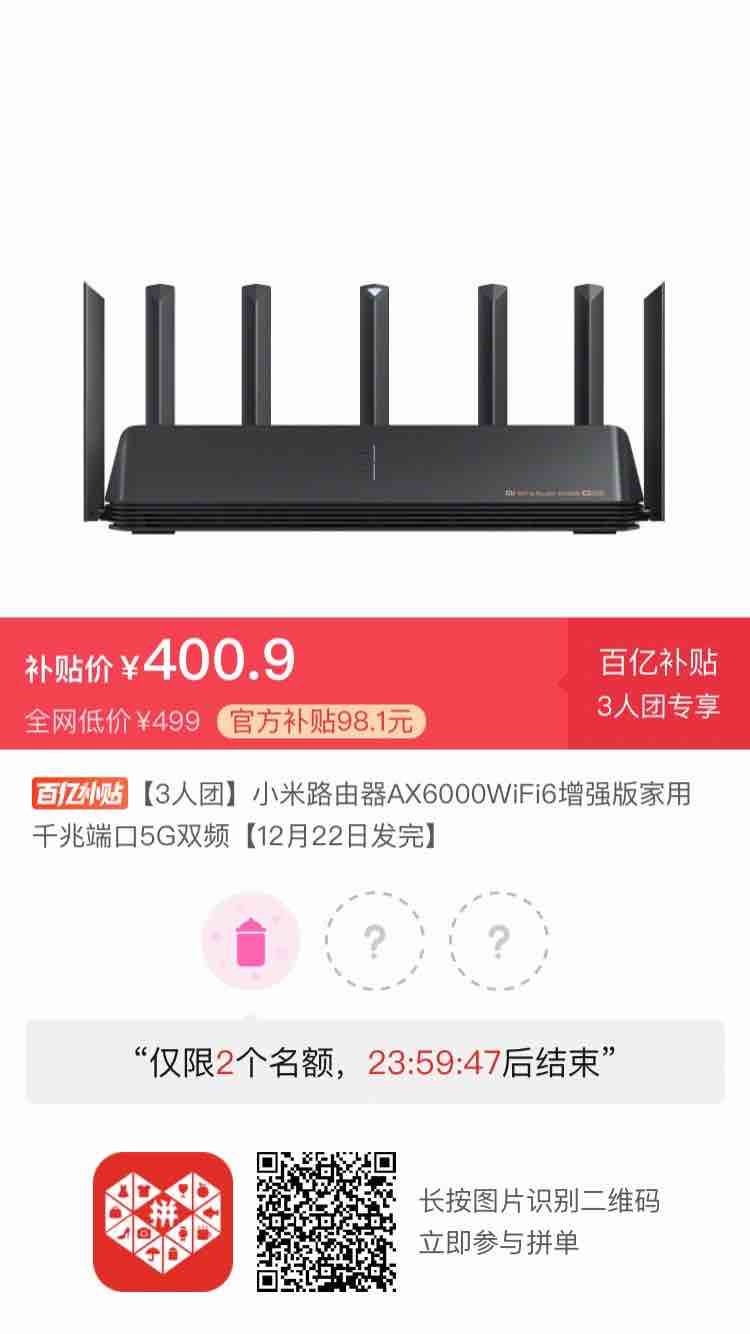 补贴价¥400.9
全网低价¥499 官方补贴98.1元
百亿补贴
3人团专享
百亿补贴【3人团】小米路由器AX6000WiFi6增强版家用
千兆端口5G双频【12月22日发完】
? ?
“仅限2个名额，23:59:47后结束”
拼
长按图片识别二维码
立即参与拼单